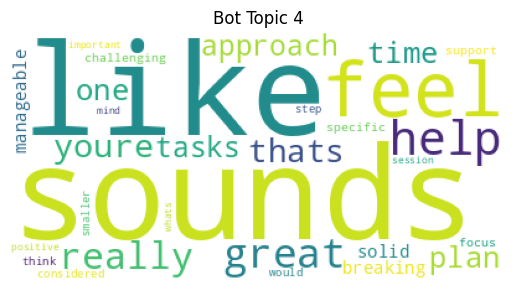 Bot Topic 4
important
challenging
approach
time
support
manageable
like
feel
one
mind
step
specific
help
youre
tasks
thats
session
sounds
smaller
whats
positive
really
great
solid
focus
plan
think
considered
would
breaking